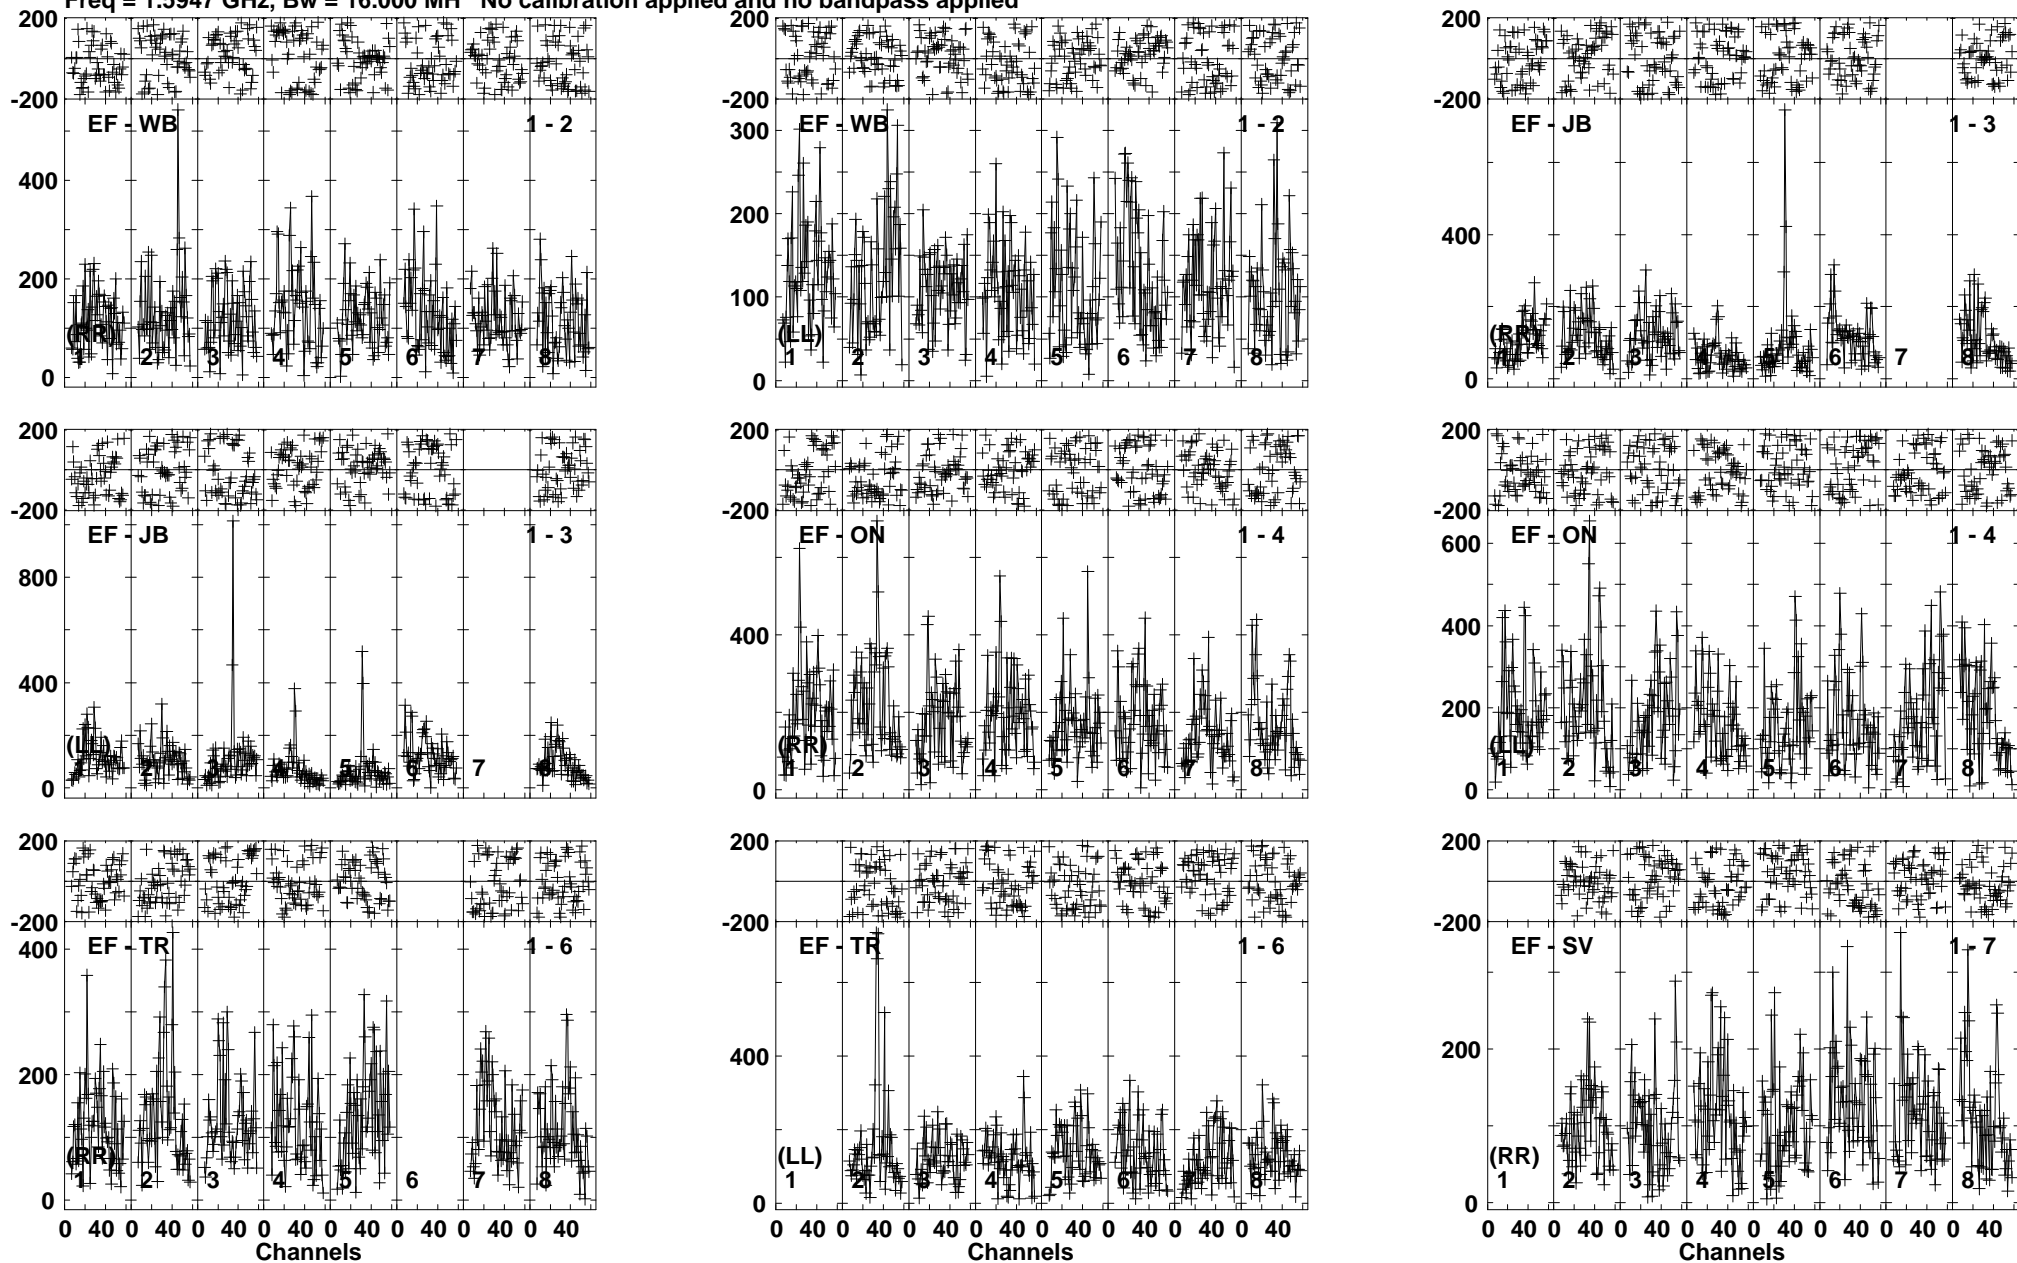 Freq = 1.5947 GHz, Bw = 16.000 MH No calibration applied and no bandpass applied
200 200 200
-200 -200 -200
EF - WB 1 - 2 EF - WB 1 - 2 EF - JB 1 - 3
400 300 400
200 200
100
0 0 0
(RR) (LL) (RR)
1 2 3 4 5 6 7 8 1 2 3 4 5 6 7 8 1 2 3 4 5 6 7 8
200 200 200
-200 -200 -200
EF - JB 1 - 3 EF - ON 1 - 4 EF - ON 1 - 4
800 400 600
400 400
200
0 0 0
(LL) (RR) (LL)
1 2 3 4 5 6 7 8 1 2 3 4 5 6 7 8 1 2 3 4 5 6 7 8
200 200 200
-200 -200 -200
EF - TR 1 - 6 EF - TR 1 - 6 EF - SV 1 - 7
400 400 200
200
0 0 0
(RR) (LL) (RR)
1 2 3 4 5 6 7 8 1 2 3 4 5 6 7 8 1 2 3 4 5 6 7 8
0 40 0 40 0 40 0 40 0 40 0 40 0 40 0 40 0 40 0 40 0 40 0 40 0 40 0 40 0 40 0 40 0 40 0 40 0 40 0 40 0 40 0 40 0 40 0 40
Channels Channels Channels